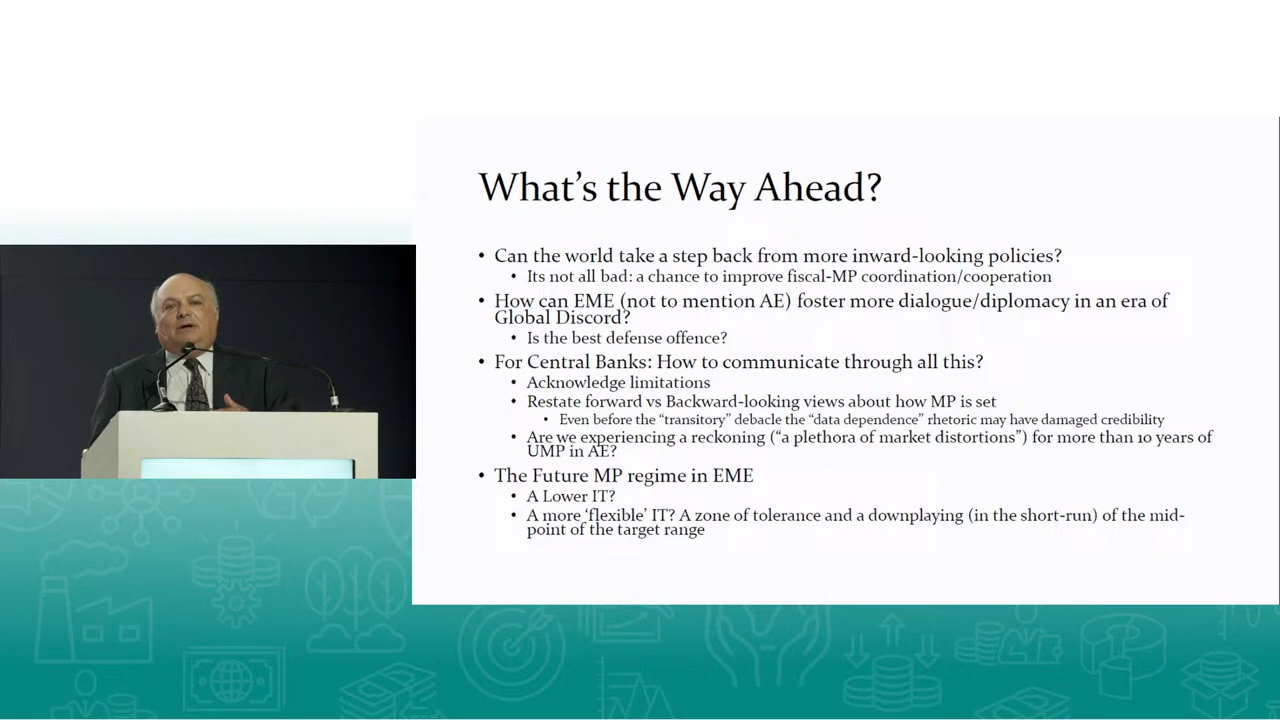 What's the Way Ahead?
• Can the world take a step back from more inward-looking policies?
• Its not all bad: a chance to improve fiscal-MP coordination/cooperation
• How can EME (not to mention AE) foster more dialogue/diplomacy in an era of
Global Discord?
• Is the best defense offence?
• For Central Banks: How to communicate through all this?
• Acknowledge limitations
• Restate forward vs Backward-looking views about how MP is set
• Even before the “transitory” debacle the “data dependence” rhetoric may have damaged credibility
• Are we experiencing a reckoning (“a plethora of market distortions”) for more than 10 years of
UMP in AE?
• The Future MP regime in EME
• A Lower IT?
• A more ‘flexible’ IT? A zone of tolerance and a downplaying (in the short-run) of the mid-
point of the target range